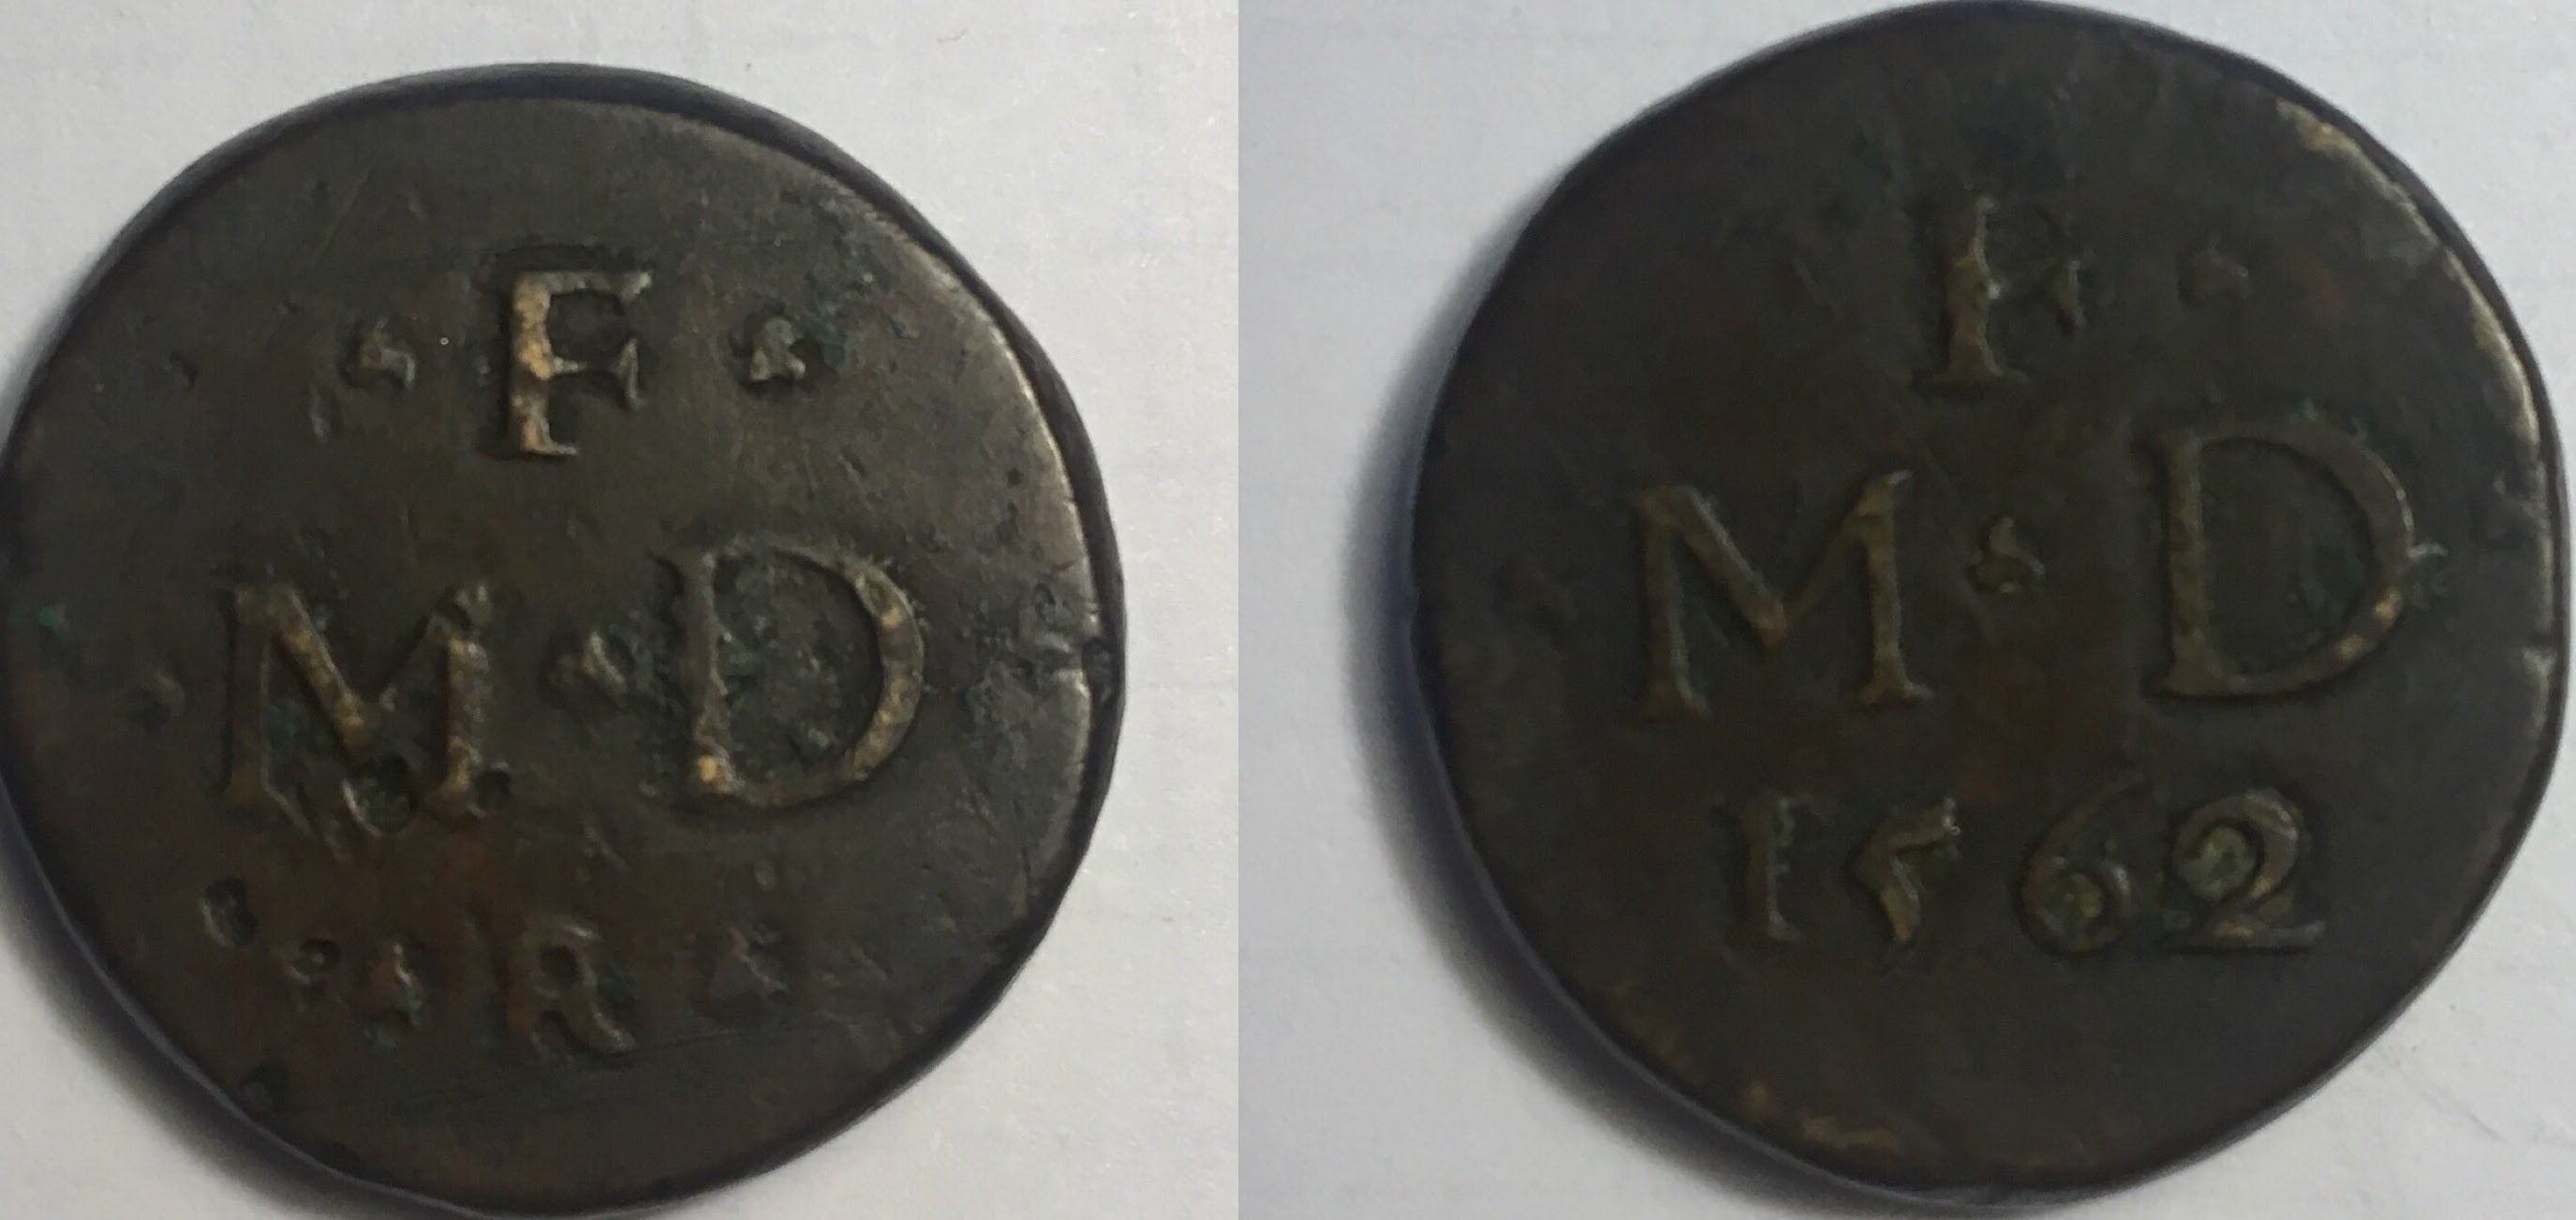 · F ·
M · D
· R ·
F ·
· M · D
1562